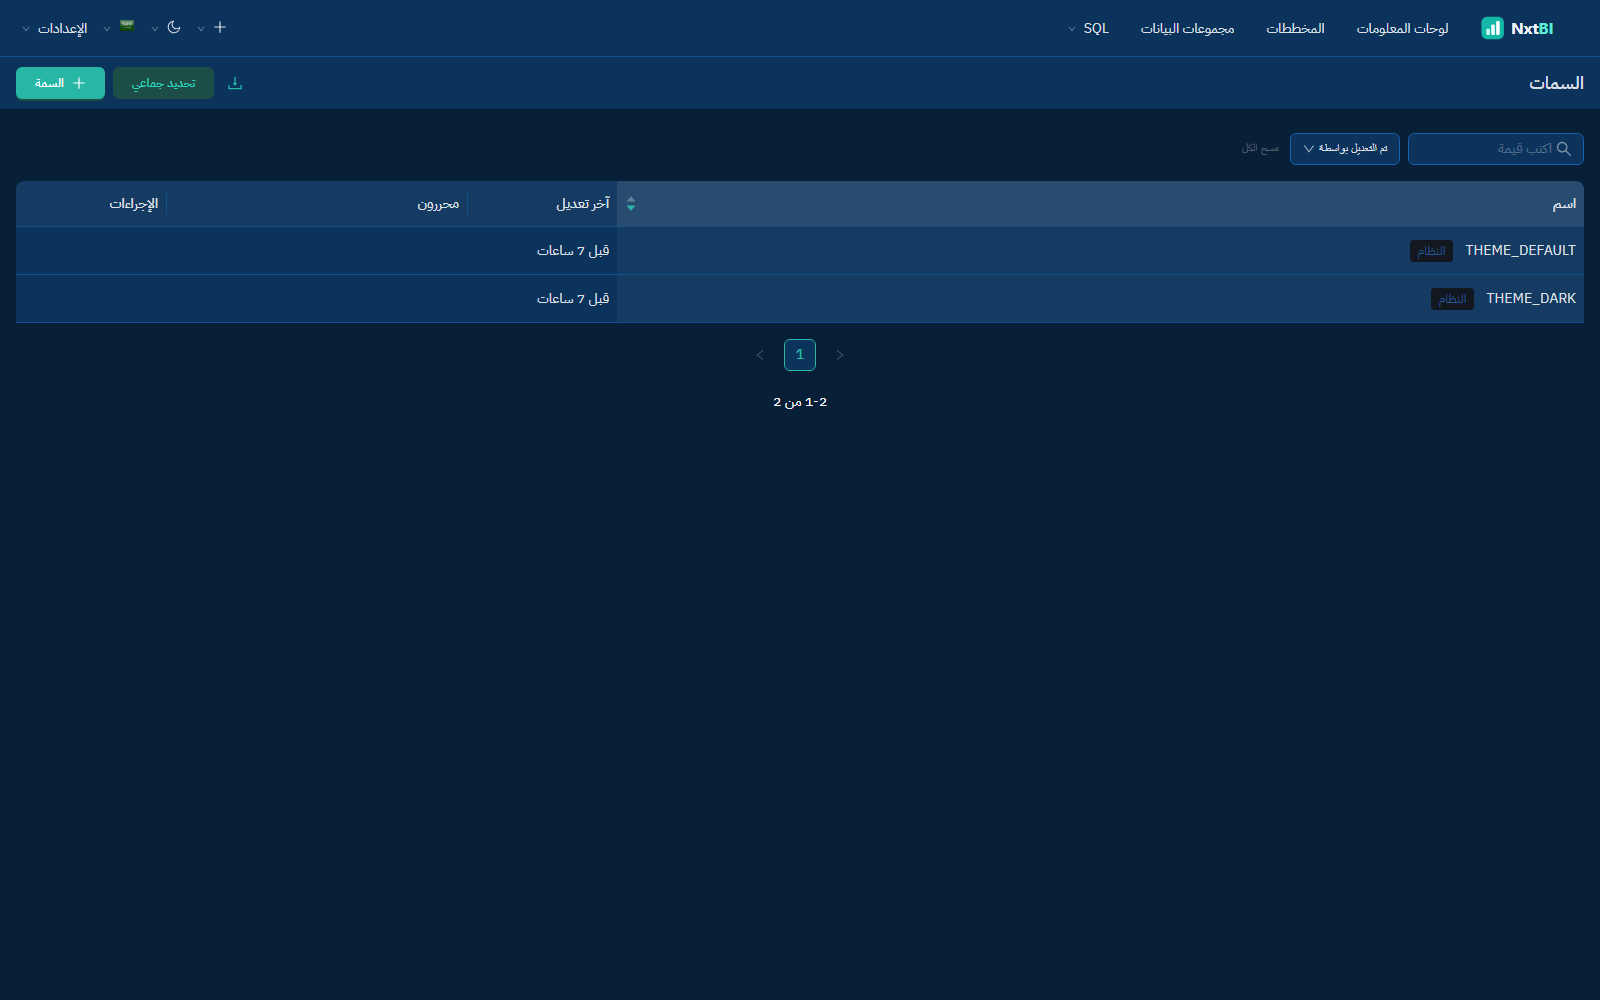 NxtBI لوحات المعلومات المخططات مجموعات البيانات SQL الإعدادات
السمات تحديد جماعي السمة
اكتب قيمة تم التعديل بواسطة مسح الكل
اسم آخر تعديل محررون الإجراءات
THEME_DEFAULT النظام قبل 7 ساعات
THEME_DARK النظام قبل 7 ساعات
1
1-2 من 2